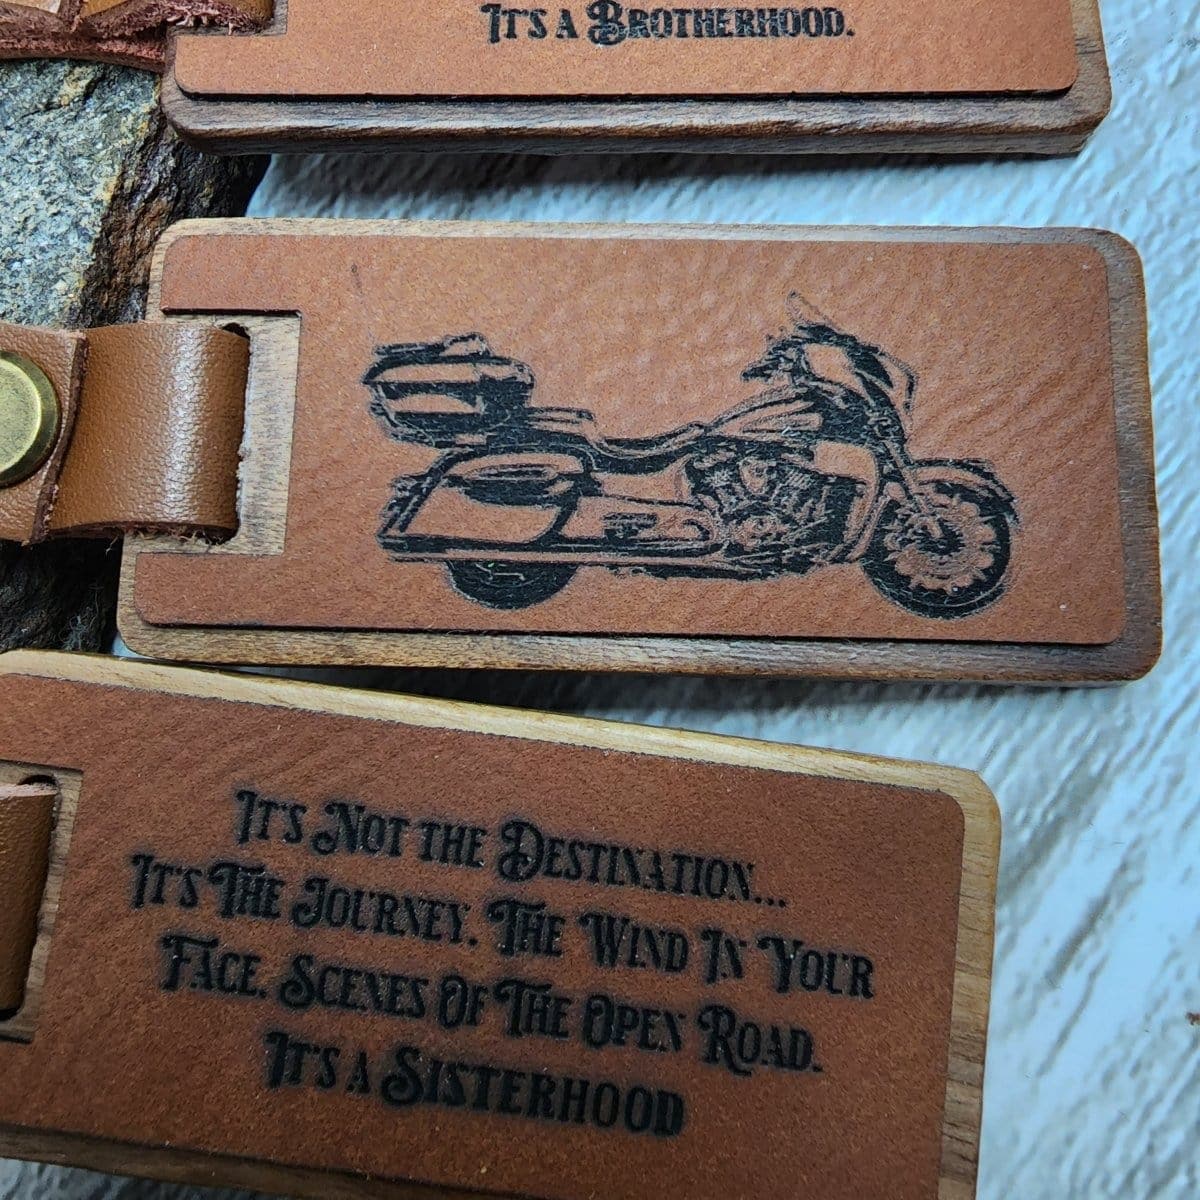 It's a Brotherhood.
It's Not the Destination...
It's The Journey. The Wind In Your
Face. Scenes Of The Open Road.
It's a Sisterhood